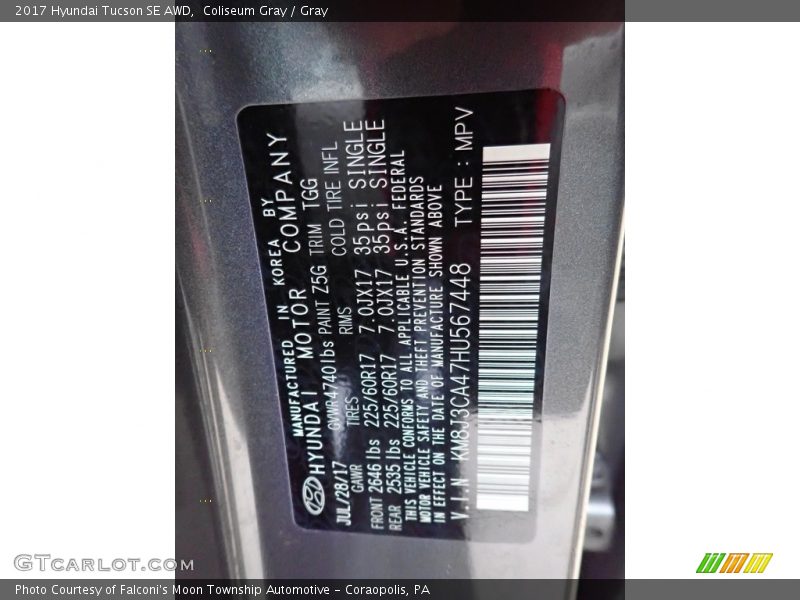 2017 Hyundai Tucson SE AWD,  Coliseum Gray / Gray
MANUFACTURED IN KOREA BY
HYUNDAI MOTOR COMPANY
JUL/28/17 GVWR 4740lbs PAINT Z5G TRIM TGG
GAWR TIRES RIMS COLD TIRE INFL
FRONT 2646 lbs 225/60R17 7.0JX17 35psi SINGLE
REAR 2535 lbs 225/60R17 7.0JX17 35psi SINGLE
THIS VEHICLE CONFORMS TO ALL APPLICABLE U.S.A. FEDERAL
MOTOR VEHICLE SAFETY AND THEFT PREVENTION STANDARDS
IN EFFECT ON THE DATE OF MANUFACTURE SHOWN ABOVE
V.I.N KM8J3CA47HU567448 TYPE : MPV
GTCarlot.com
Photo Courtesy of Falconi's Moon Township Automotive - Coraopolis, PA